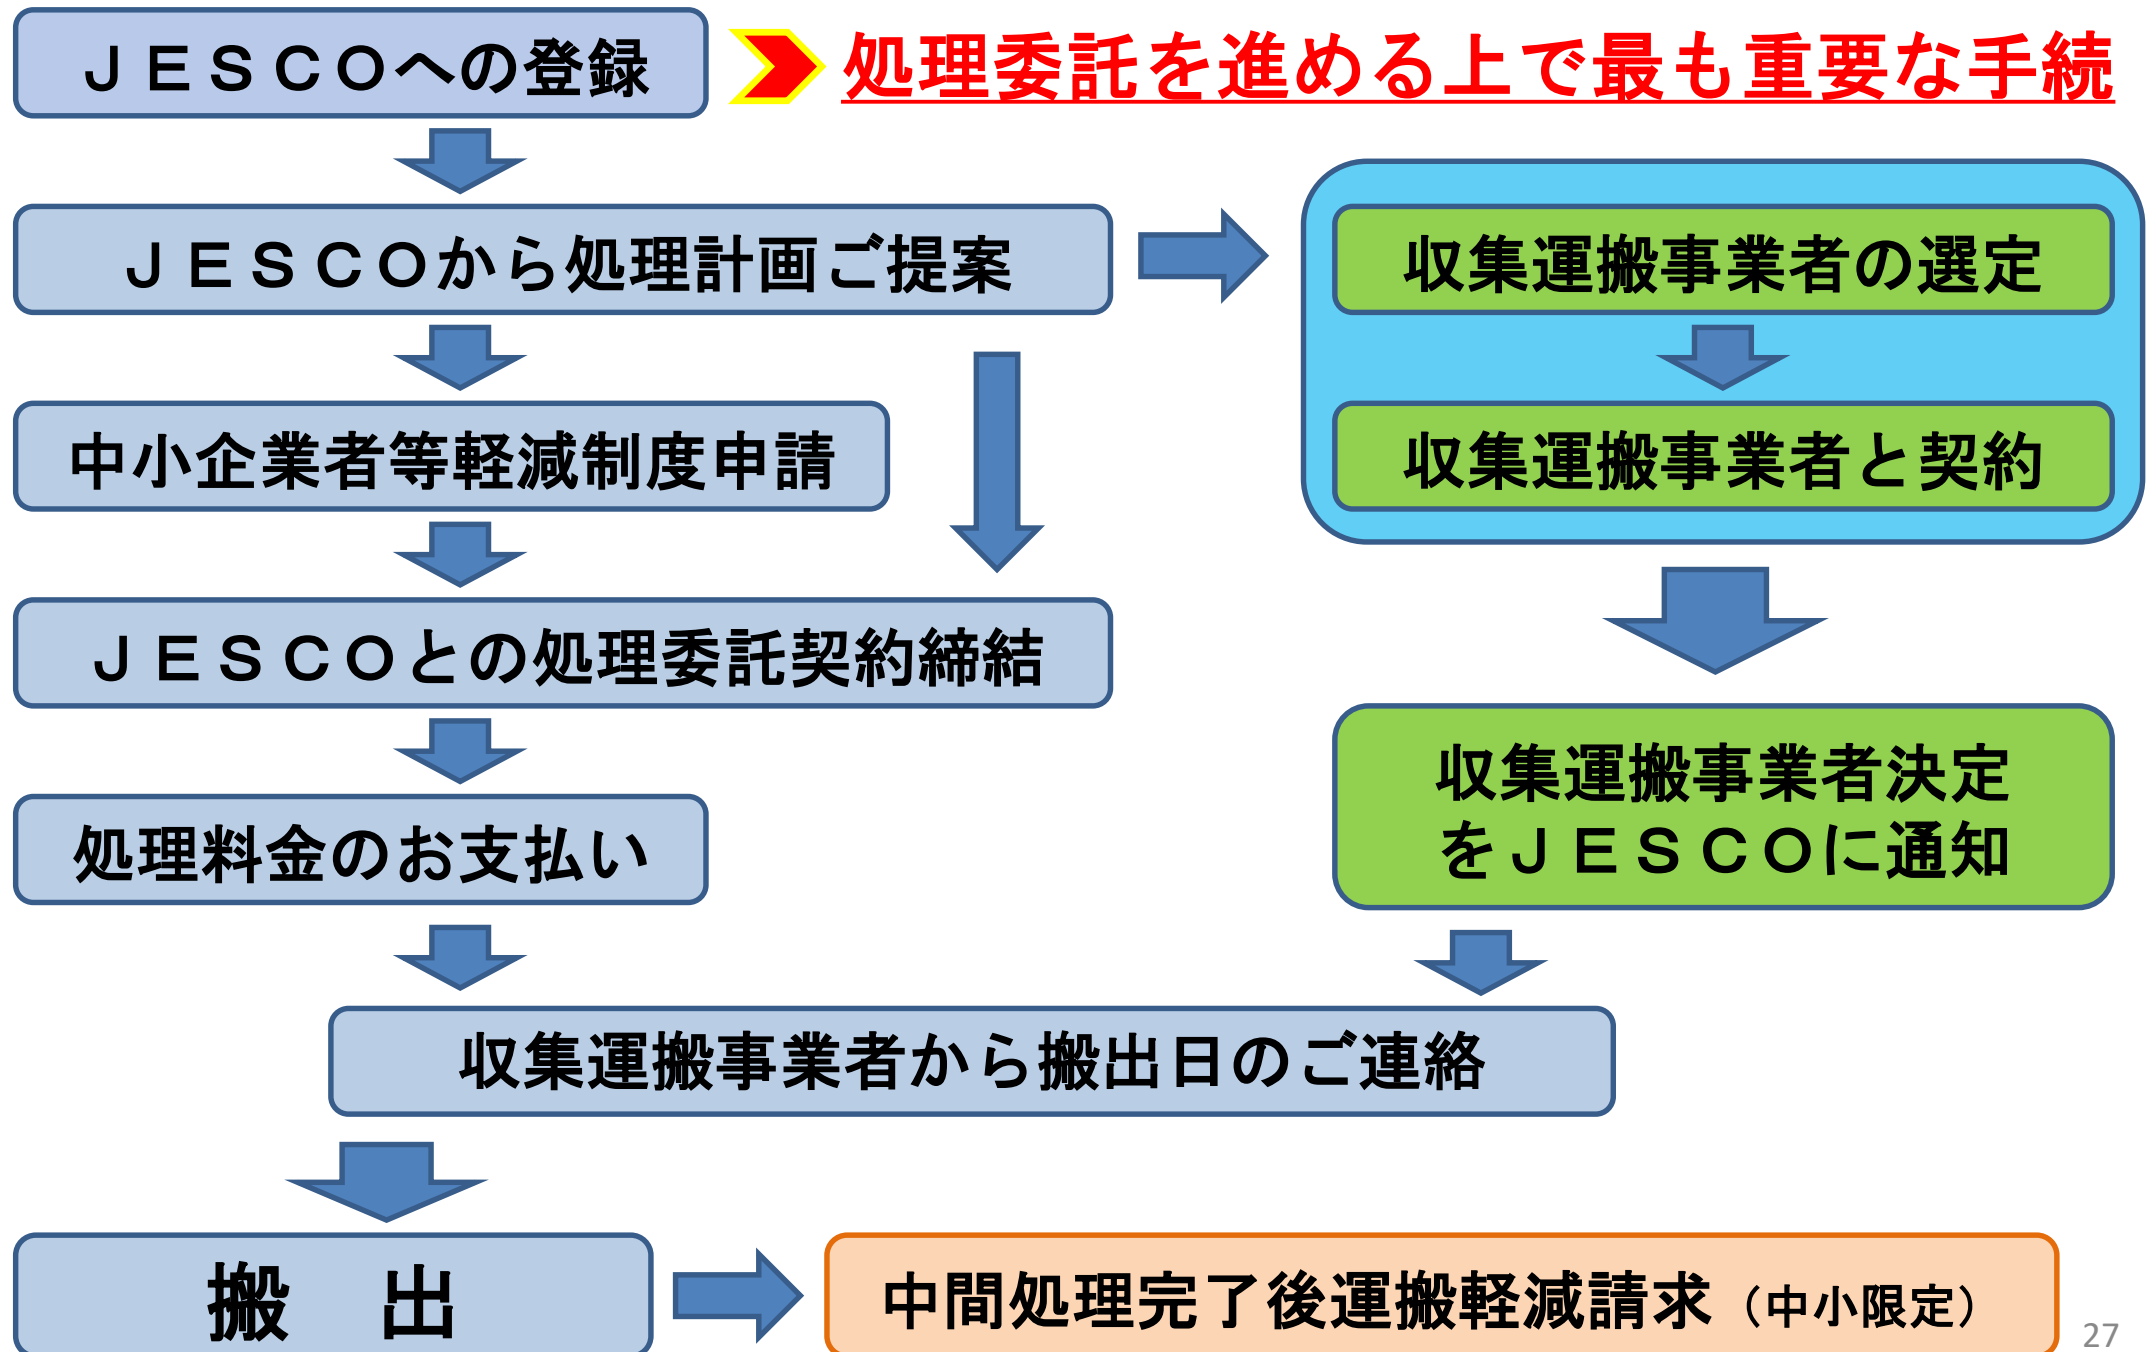 ＪＥＳＣＯへの登録
処理委託を進める上で最も重要な手続
ＪＥＳＣＯから処理計画ご提案
収集運搬事業者の選定
中小企業者等軽減制度申請
収集運搬事業者と契約
ＪＥＳＣＯとの処理委託契約締結
収集運搬事業者決定
をＪＥＳＣＯに通知
処理料金のお支払い
収集運搬事業者から搬出日のご連絡
搬　出
中間処理完了後運搬軽減請求（中小限定）
27